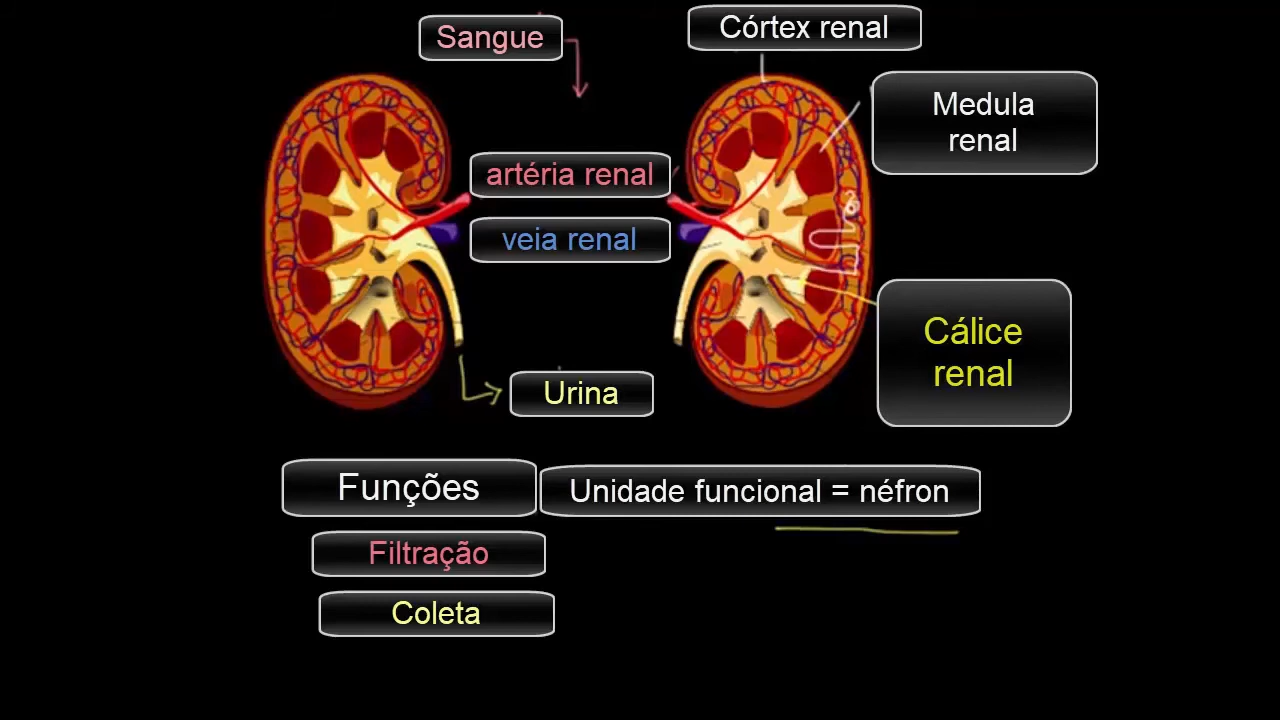 Sangue
Córtex renal
Medula
renal
artéria renal
veia renal
Cálice
renal
Urina
Funções
Unidade funcional = néfron
Filtração
Coleta